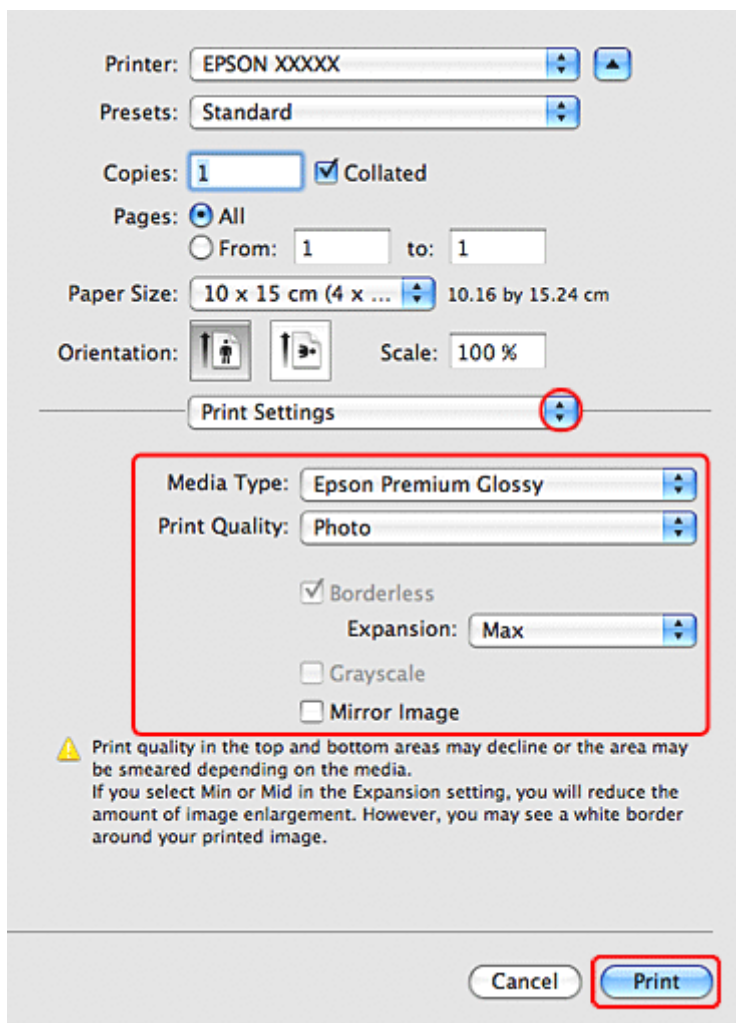 Printer: EPSON XXXXX
Presets: Standard
Copies: 1 Collated
Pages: All
From: 1 to: 1
Paper Size: 10 x 15 cm (4 x ... 10.16 by 15.24 cm
Orientation: Scale: 100 %
Print Settings
Media Type: Epson Premium Glossy
Print Quality: Photo
Borderless
Expansion: Max
Grayscale
Mirror Image
Print quality in the top and bottom areas may decline or the area may
be smeared depending on the media.
If you select Min or Mid in the Expansion setting, you will reduce the
amount of image enlargement. However, you may see a white border
around your printed image.
Cancel Print